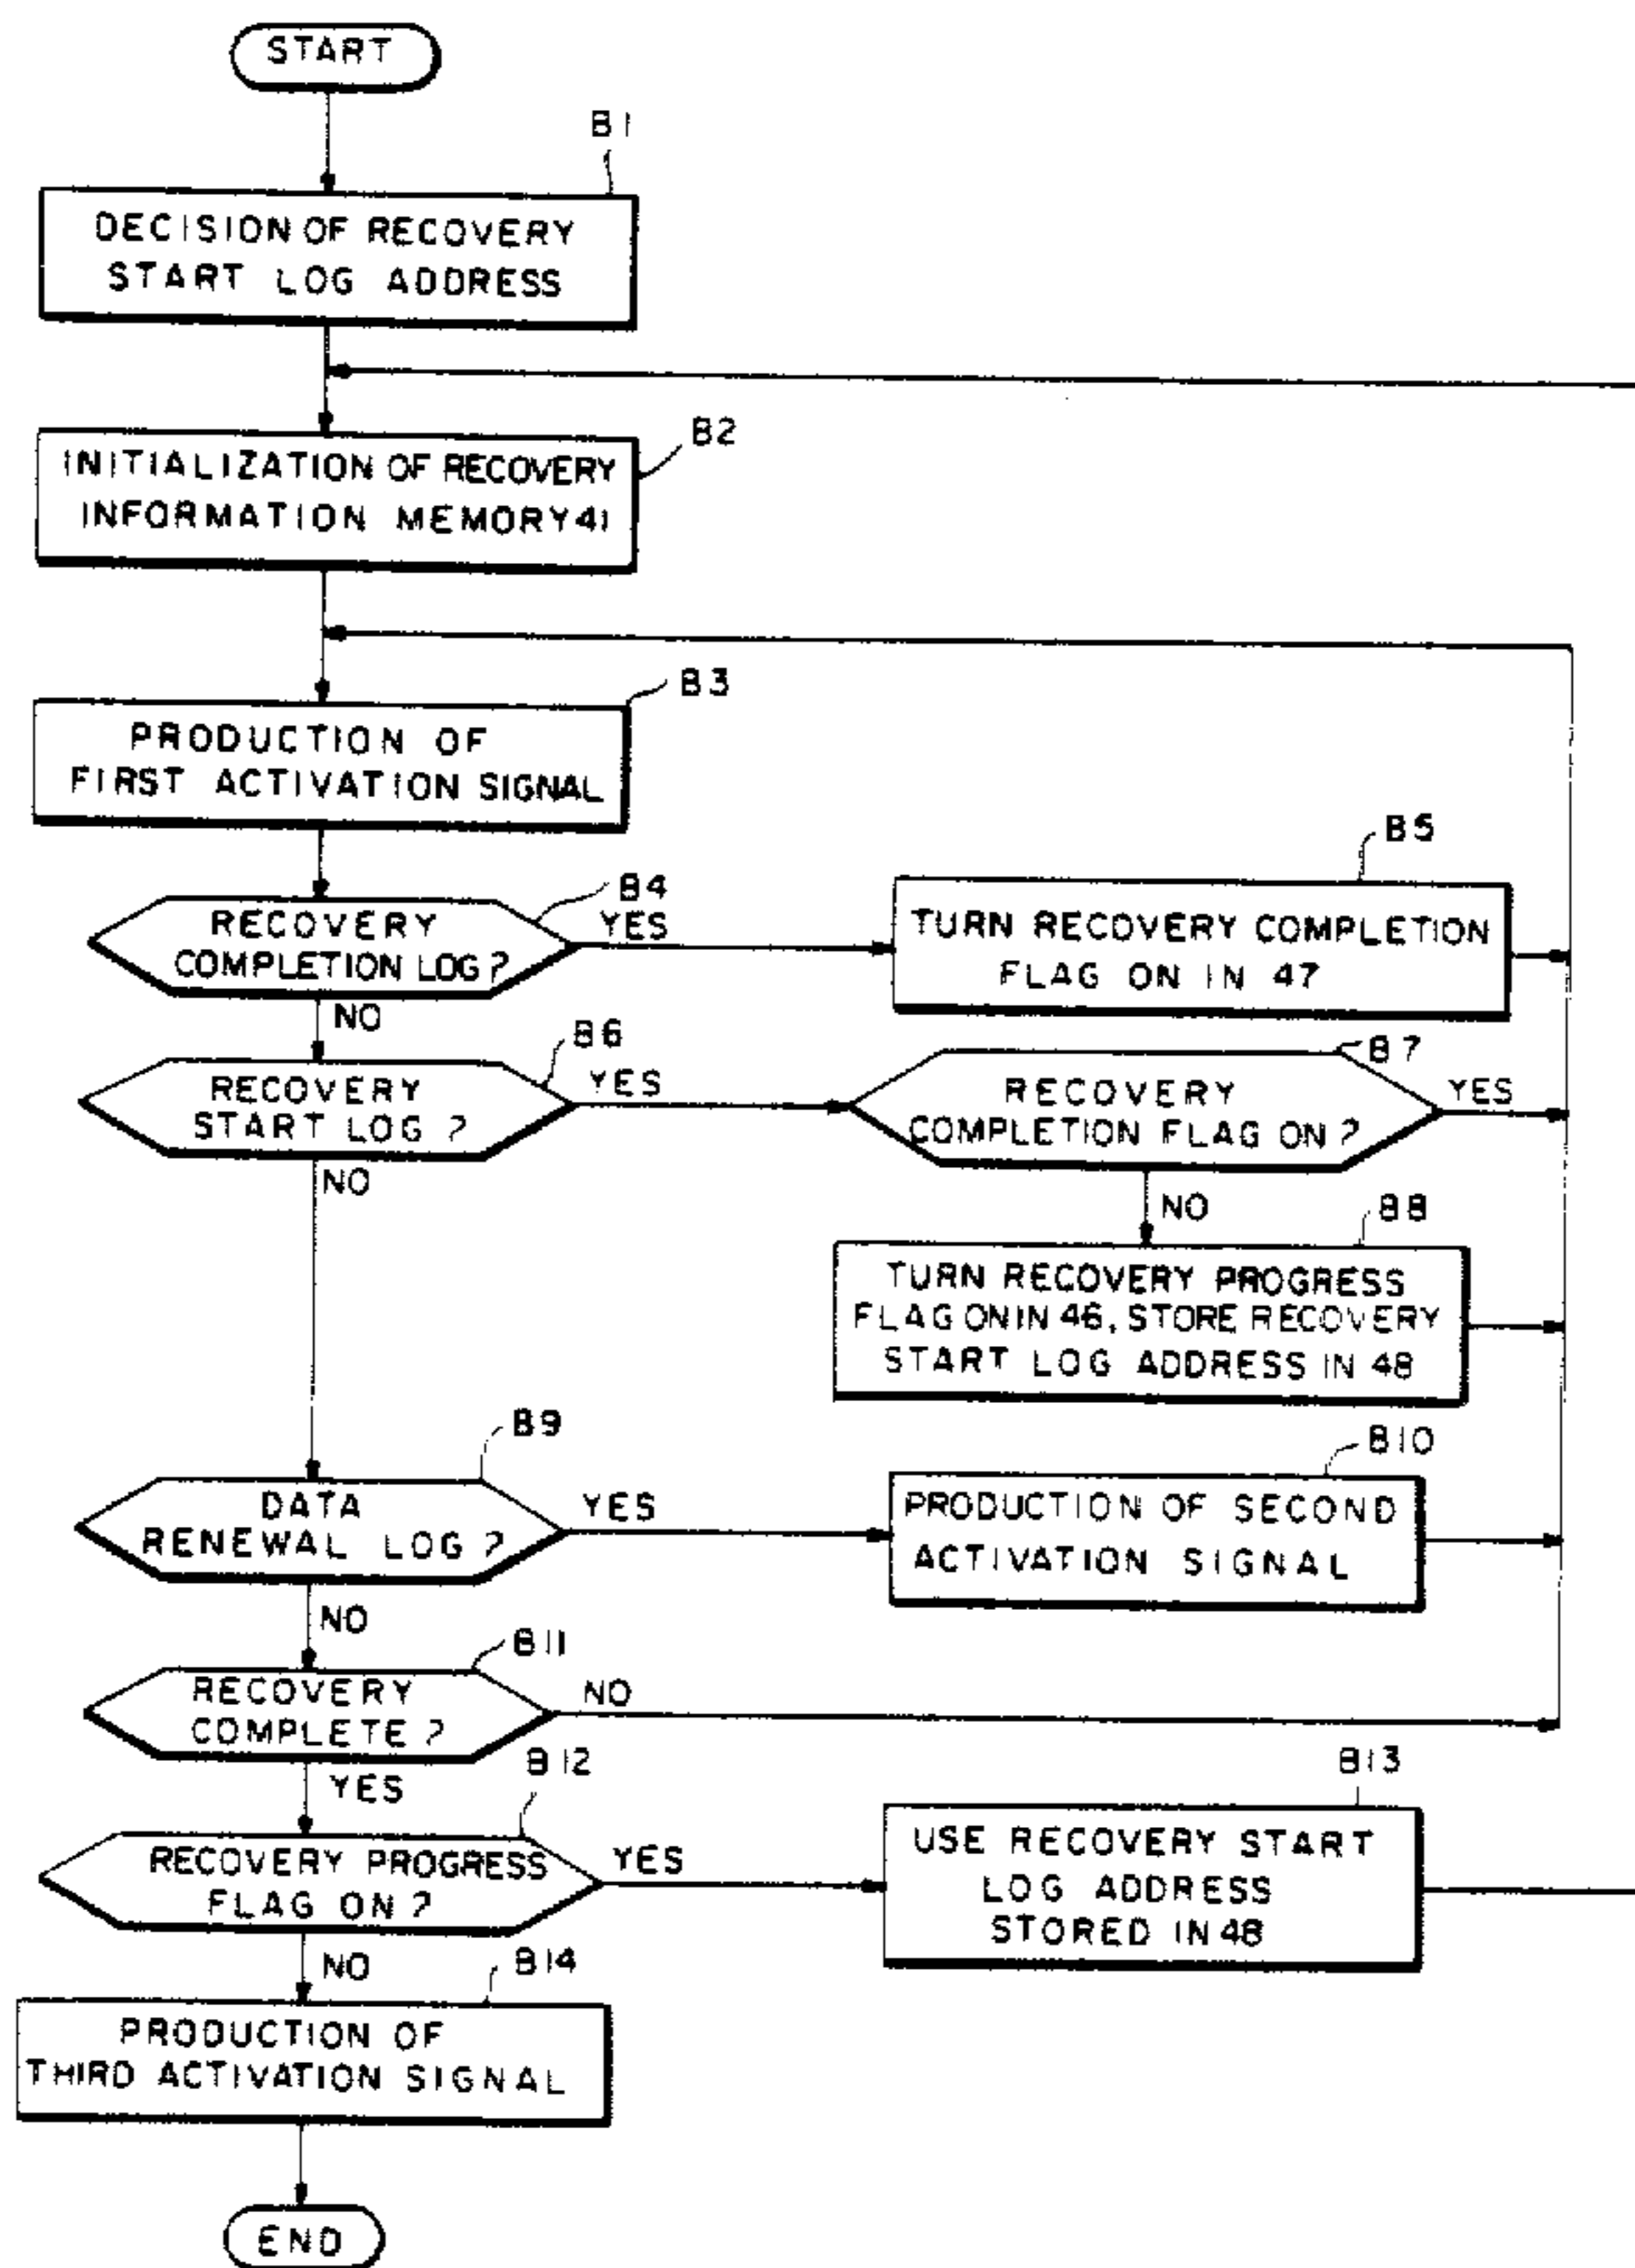 START
B1
DECISION OF RECOVERY
START LOG ADDRESS
B2
INITIALIZATION OF RECOVERY
INFORMATION MEMORY 41
B3
PRODUCTION OF
FIRST ACTIVATION SIGNAL
B4
RECOVERY
COMPLETION LOG ?
YES
NO
B5
TURN RECOVERY COMPLETION
FLAG ON IN 47
B6
RECOVERY
START LOG ?
YES
NO
B7
RECOVERY
COMPLETION FLAG ON ?
YES
NO
B8
TURN RECOVERY PROGRESS
FLAG ON IN 46, STORE RECOVERY
START LOG ADDRESS IN 48
B9
DATA
RENEWAL LOG ?
YES
NO
B10
PRODUCTION OF SECOND
ACTIVATION SIGNAL
B11
RECOVERY
COMPLETE ?
NO
YES
B12
RECOVERY PROGRESS
FLAG ON ?
YES
NO
B13
USE RECOVERY START
LOG ADDRESS
STORED IN 48
B14
PRODUCTION OF
THIRD ACTIVATION SIGNAL
END